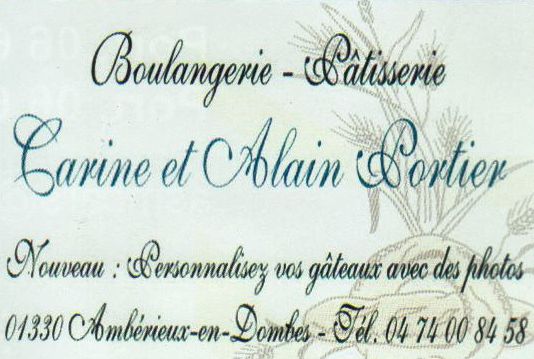 Boulangerie - Pâtisserie
Carine et Alain Portier
Nouveau : Personnalisez vos gâteaux avec des photos
01330 Ambérieux-en-Dombes - Tél. 04 74 00 84 58